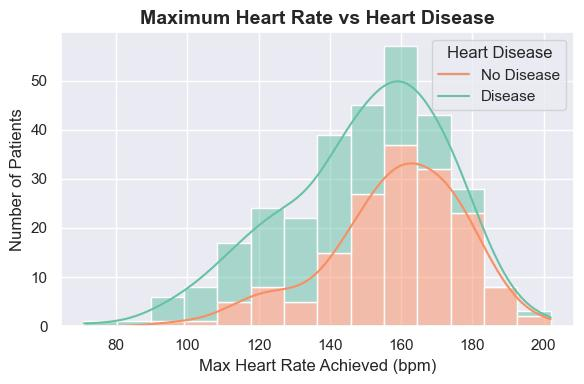 Maximum Heart Rate vs Heart Disease
Heart Disease
No Disease
Disease
Number of Patients
50
40
30
20
10
0
80 100 120 140 160 180 200
Max Heart Rate Achieved (bpm)